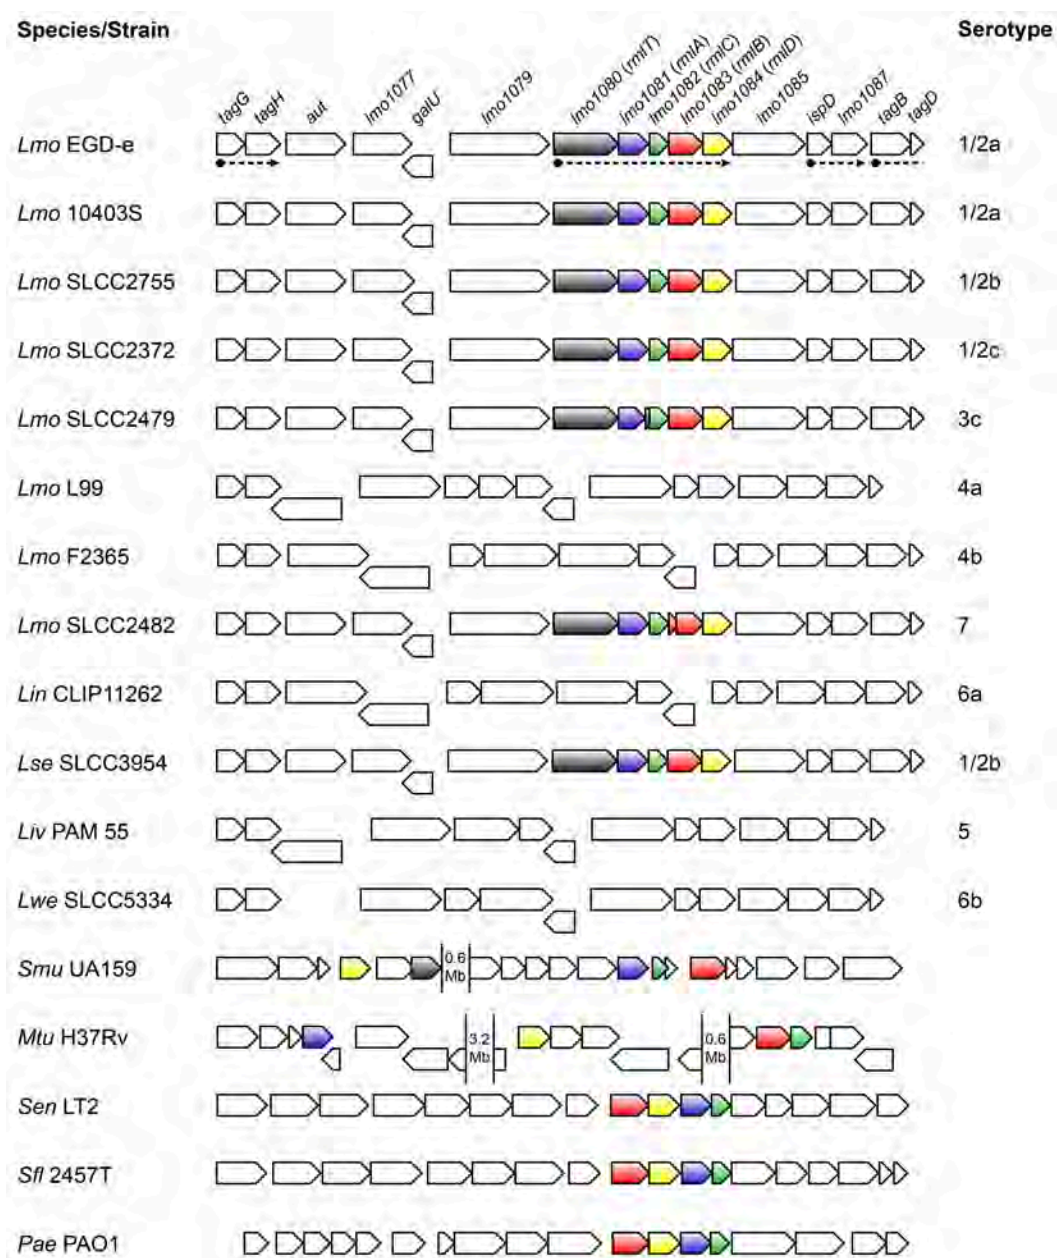 Species/Strain Serotype
tagG tagH aut lmo1077 galU lmo1079 lmo1080 (rmlT) lmo1081 (rmlA) lmo1082 (rmlC) lmo1083 (rmlB) lmo1084 (rmlD) lmo1085 ispD lmo1087 tagB tagD
Lmo EGD-e 1/2a
Lmo 10403S 1/2a
Lmo SLCC2755 1/2b
Lmo SLCC2372 1/2c
Lmo SLCC2479 3c
Lmo L99 4a
Lmo F2365 4b
Lmo SLCC2482 7
Lin CLIP11262 6a
Lse SLCC3954 1/2b
Liv PAM 55 5
Lwe SLCC5334 6b
Smu UA159 0.6 Mb
Mtu H37Rv 3.2 Mb 0.6 Mb
Sen LT2
Sfl 2457T
Pae PAO1